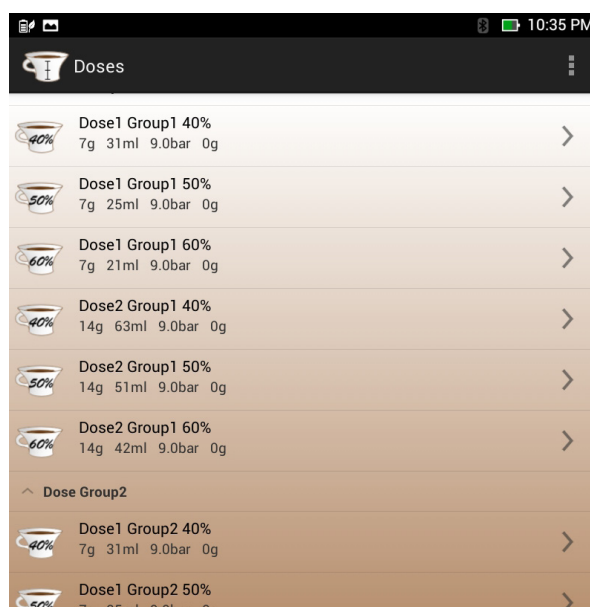 10:35 PM
Doses
40%
Dose1 Group1 40%
7g 31ml 9.0bar 0g
50%
Dose1 Group1 50%
7g 25ml 9.0bar 0g
60%
Dose1 Group1 60%
7g 21ml 9.0bar 0g
40%
Dose2 Group1 40%
14g 63ml 9.0bar 0g
50%
Dose2 Group1 50%
14g 51ml 9.0bar 0g
60%
Dose2 Group1 60%
14g 42ml 9.0bar 0g
Dose Group2
40%
Dose1 Group2 40%
7g 31ml 9.0bar 0g
50%
Dose1 Group2 50%